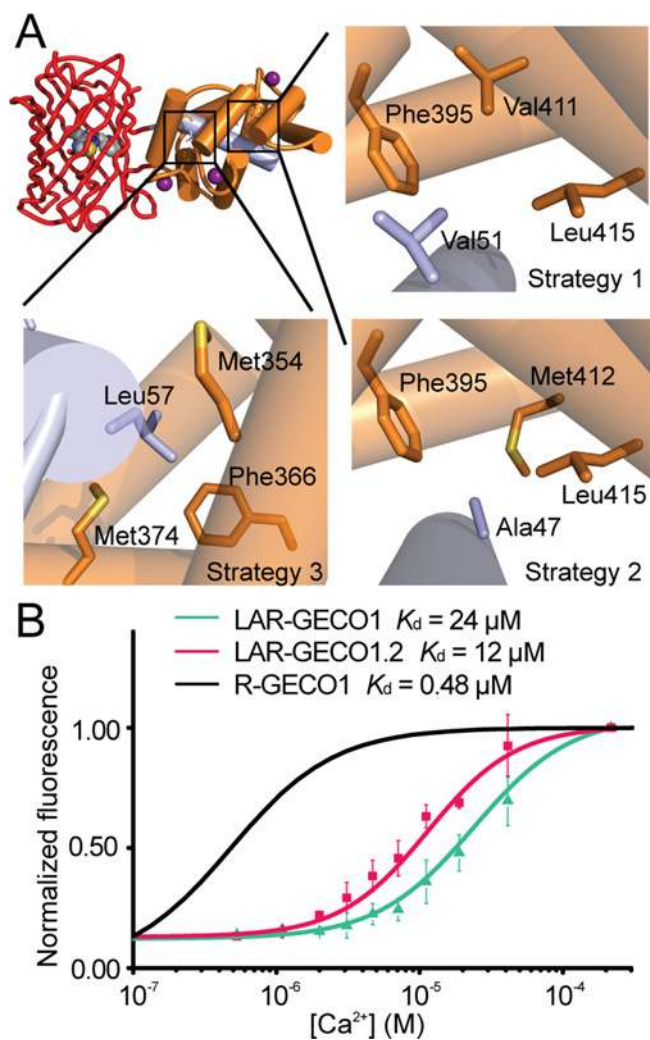 A
Phe395
Val411
Val51
Leu415
Strategy 1
Met354
Leu57
Phe366
Met374
Strategy 3
Phe395
Met412
Leu415
Ala47
Strategy 2
B
LAR-GECO1 Kd = 24 µM
LAR-GECO1.2 Kd = 12 µM
R-GECO1 Kd = 0.48 µM
Normalized fluorescence
1.00
0.50
0.00
10⁻⁷ 10⁻⁶ 10⁻⁵ 10⁻⁴
[Ca²⁺] (M)